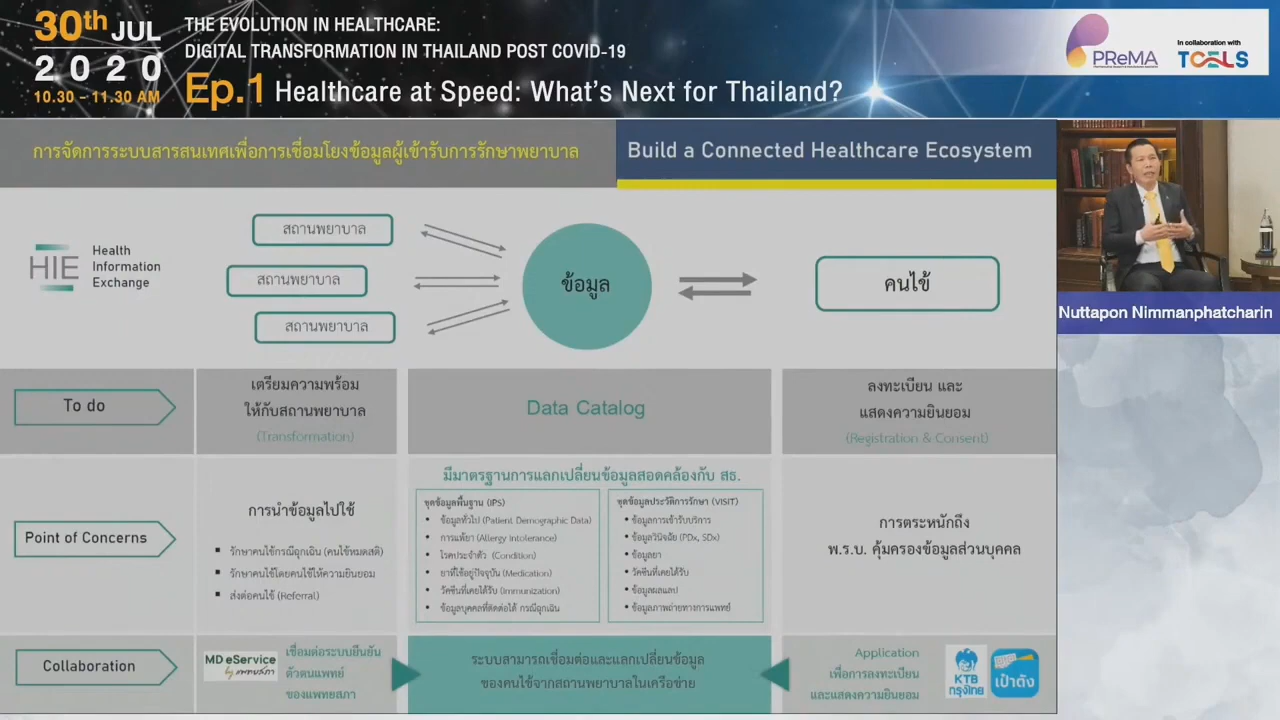 30th JUL
2020
10.30 - 11.30 AM
THE EVOLUTION IN HEALTHCARE:
DIGITAL TRANSFORMATION IN THAILAND POST COVID-19
Ep.1 Healthcare at Speed: What's Next for Thailand?
PReMA
In collaboration with
TCELS
การจัดการระบบสารสนเทศเพื่อการเชื่อมโยงข้อมูลผู้เข้ารับการรักษาพยาบาล
Build a Connected Healthcare Ecosystem
HIE
Health
Information
Exchange
สถานพยาบาล
สถานพยาบาล
สถานพยาบาล
ข้อมูล
คนไข้
Nuttapon Nimmanphatcharin
To do
เตรียมความพร้อม
ให้กับสถานพยาบาล
(Transformation)
Data Catalog
ลงทะเบียน และ
แสดงความยินยอม
(Registration & Consent)
Point of Concerns
การนำข้อมูลไปใช้
▪ รักษาคนไข้กรณีฉุกเฉิน (คนไข้หมดสติ)
▪ รักษาคนไข้โดยคนไข้ให้ความยินยอม
▪ ส่งต่อคนไข้ (Referral)
มีมาตรฐานการแลกเปลี่ยนข้อมูลสอดคล้องกับ สธ.
ชุดข้อมูลพื้นฐาน (IPS)
• ข้อมูลทั่วไป (Patient Demographic Data)
• การแพ้ยา (Allergy Intolerance)
• โรคประจำตัว (Condition)
• ยาที่ใช้อยู่ปัจจุบัน (Medication)
• วัคซีนที่เคยได้รับ (Immunization)
• ข้อมูลบุคคลที่ติดต่อได้ กรณีฉุกเฉิน
ชุดข้อมูลประวัติการรักษา (VISIT)
• ข้อมูลการเข้ารับบริการ
• ข้อมูลวินิจฉัย (PDx, SDx)
• ข้อมูลยา
• วัคซีนที่เคยได้รับ
• ข้อมูลผลแลป
• ข้อมูลภาพถ่ายทางการแพทย์
การตระหนักถึง
พ.ร.บ. คุ้มครองข้อมูลส่วนบุคคล
Collaboration
MD eService
by แพทยสภา
เชื่อมต่อระบบยืนยัน
ตัวตนแพทย์
ของแพทยสภา
ระบบสามารถเชื่อมต่อและแลกเปลี่ยนข้อมูล
ของคนไข้จากสถานพยาบาลในเครือข่าย
Application
เพื่อการลงทะเบียน
และแสดงความยินยอม
KTB
กรุงไทย
เป๋าตัง